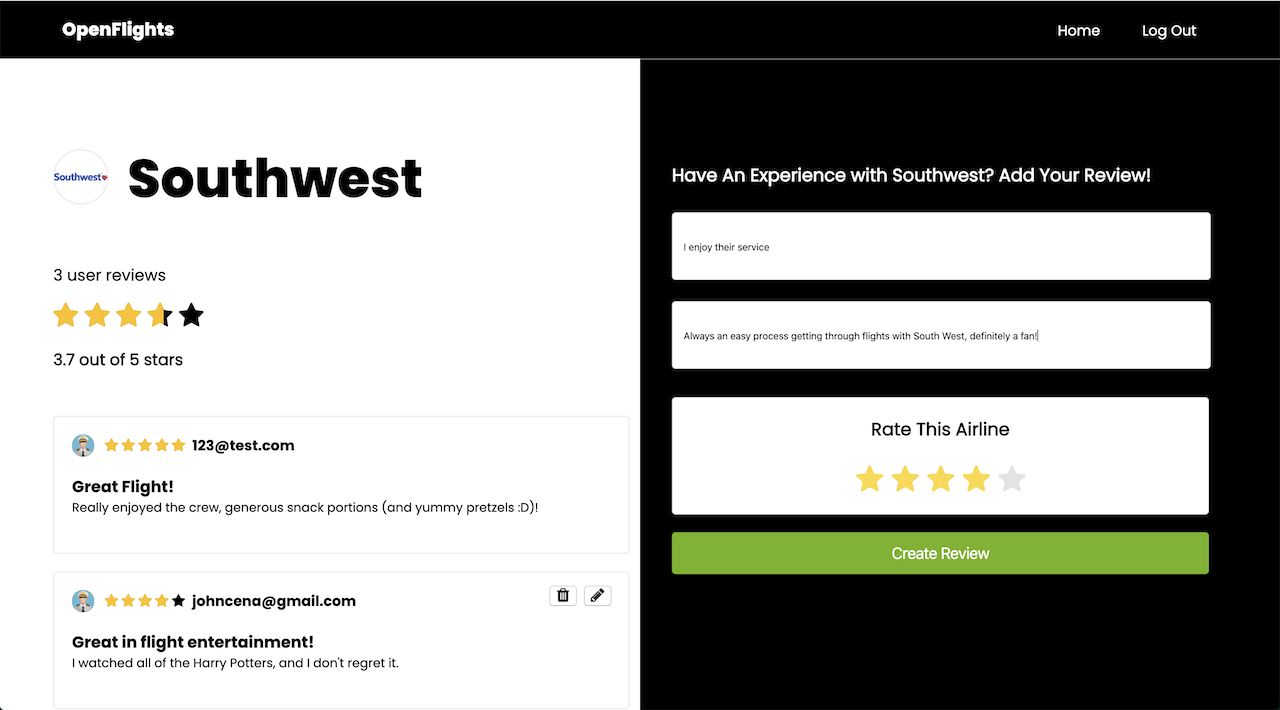 OpenFlights
Home
Log Out
Southwest
Southwest
3 user reviews
3.7 out of 5 stars
123@test.com
Great Flight!
Really enjoyed the crew, generous snack portions (and yummy pretzels :D)!
johncena@gmail.com
Great in flight entertainment!
I watched all of the Harry Potters, and I don't regret it.
Have An Experience with Southwest? Add Your Review!
I enjoy their service
Always an easy process getting through flights with South West, definitely a fan!
Rate This Airline
Create Review